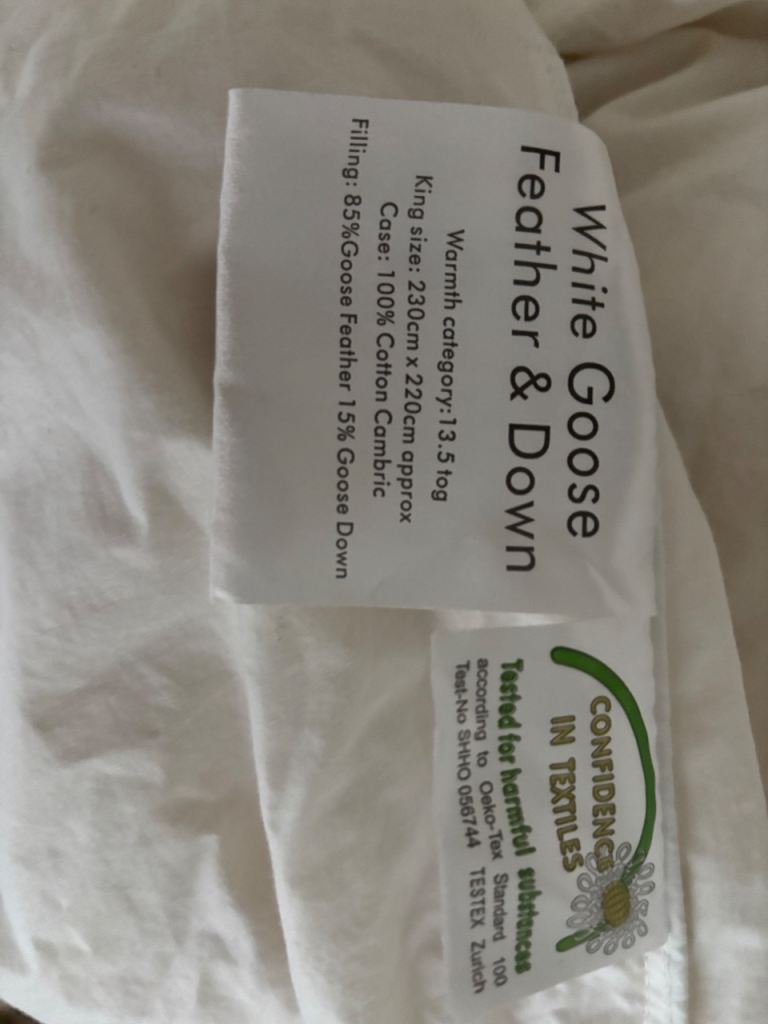 White Goose
Feather & Down
Warmth category:13.5 tog
King size: 230cm x 220cm approx
Case: 100% Cotton Cambric
Filling: 85%Goose Feather 15% Goose Down
CONFIDENCE
IN TEXTILES
Tested for harmful substances
according to Oeko-Tex Standard 100
Test-No SHHO 056744 TESTEX Zurich